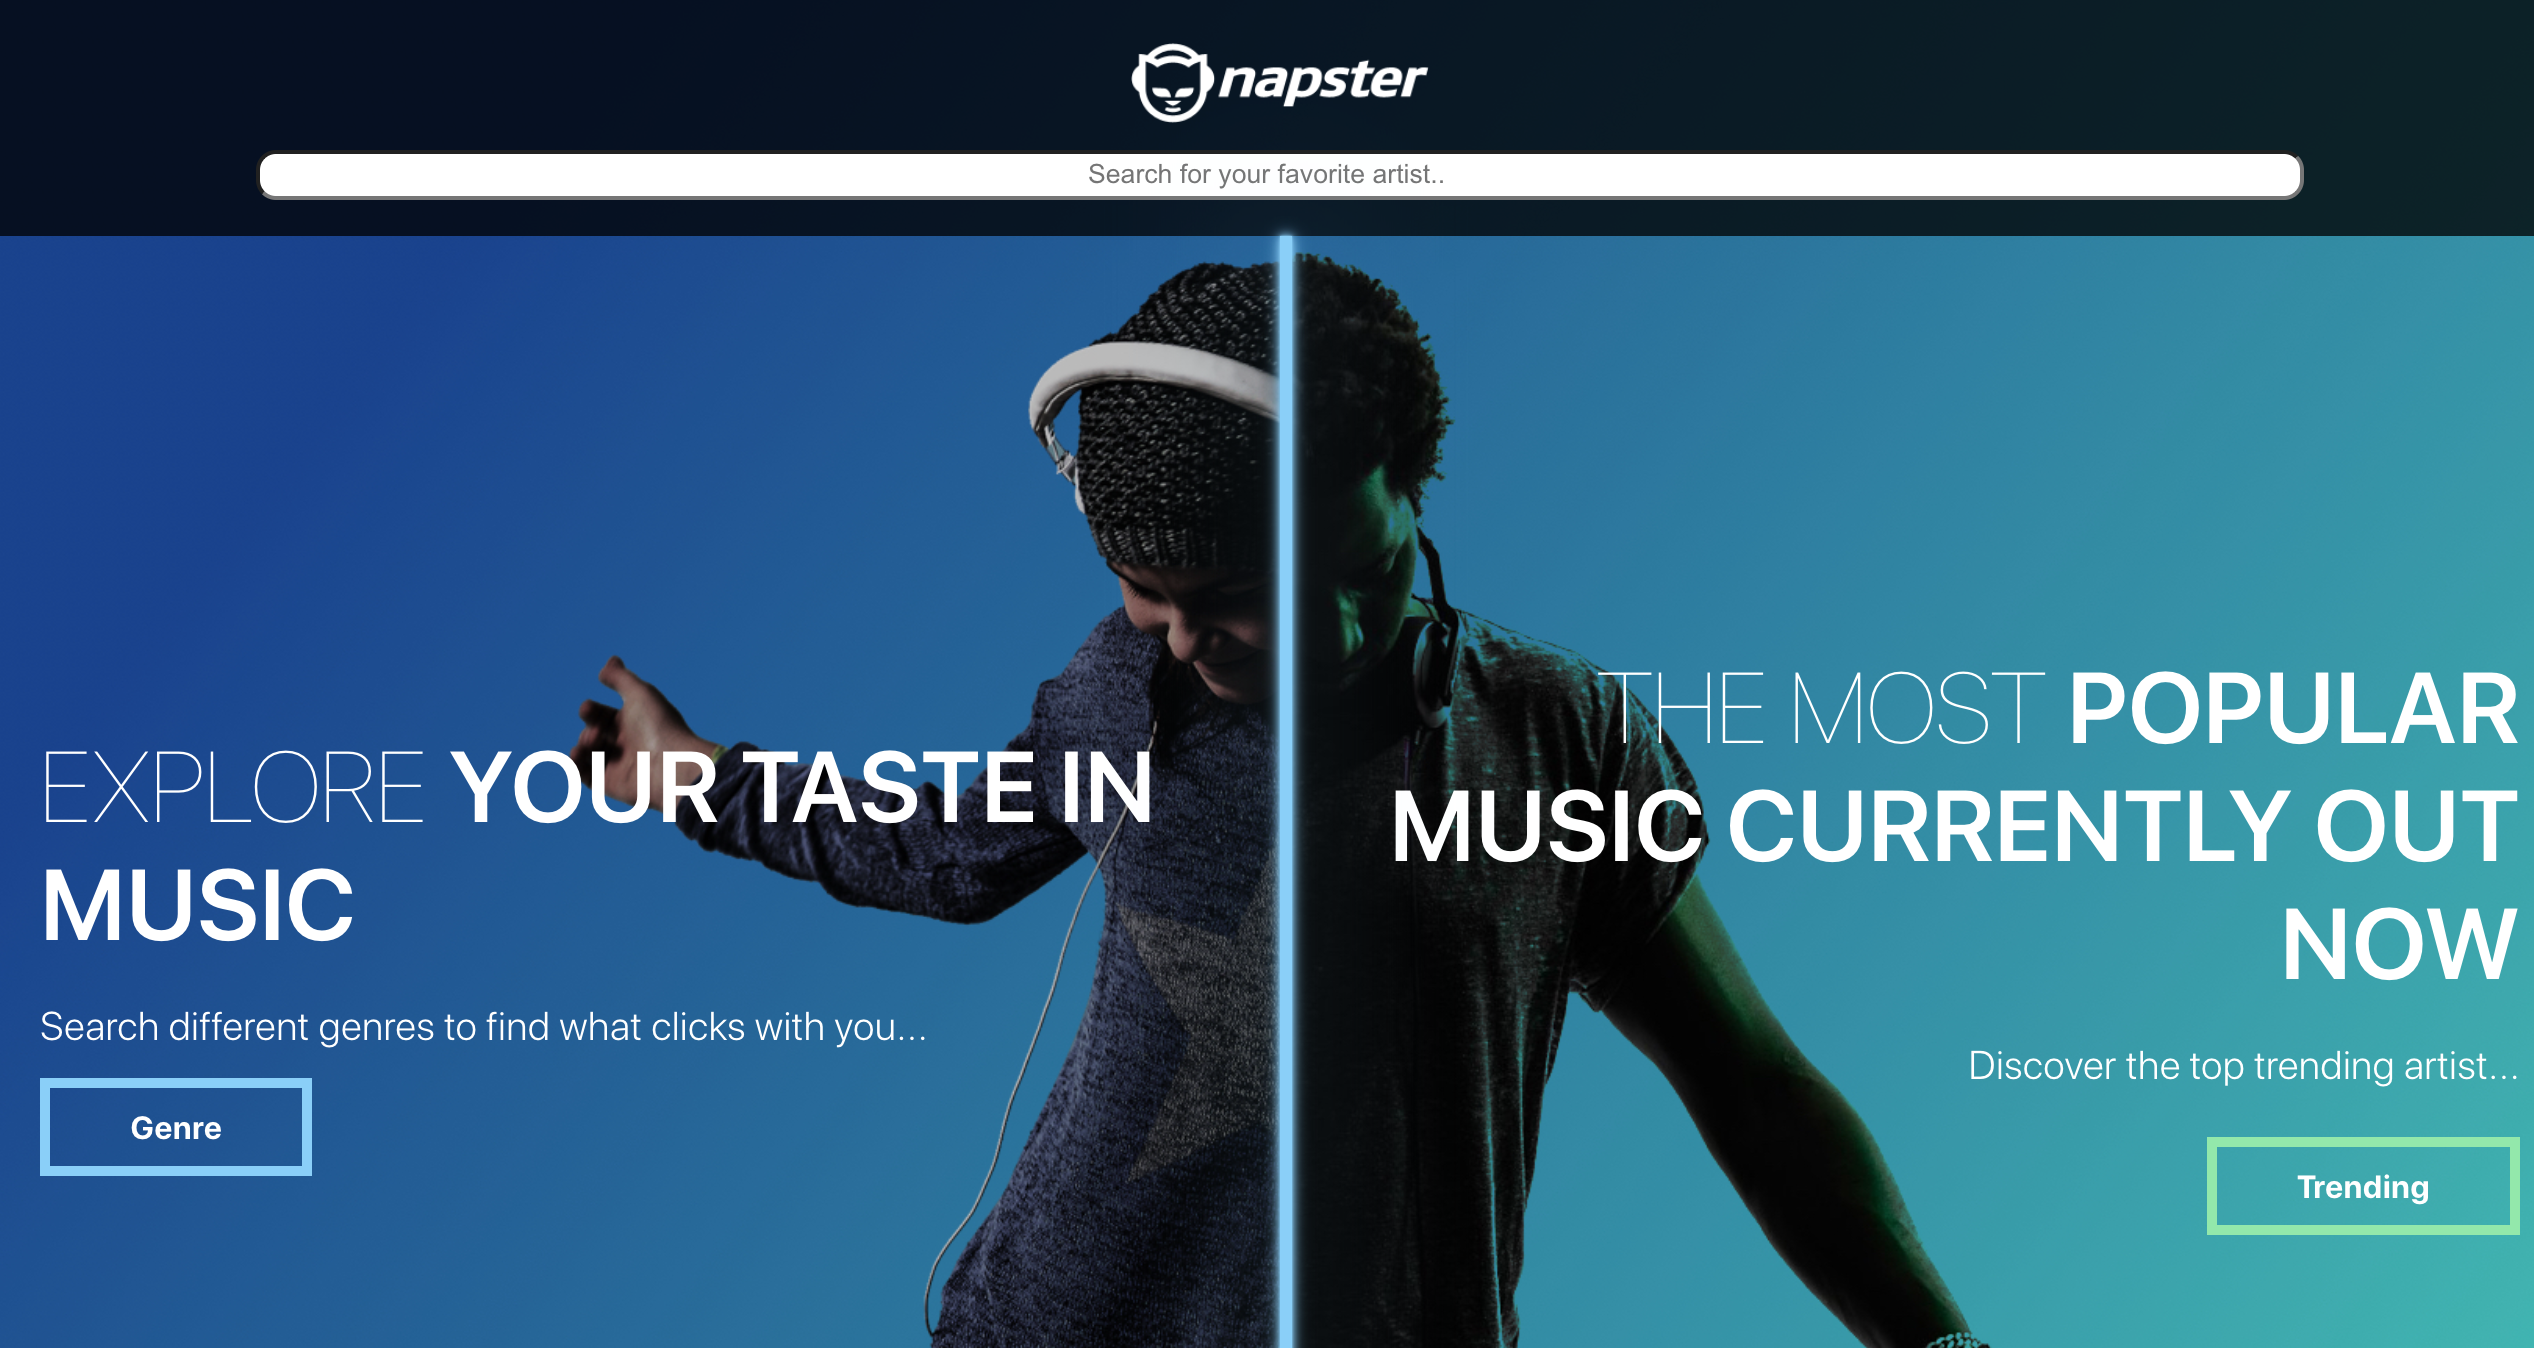 napster
Search for your favorite artist..
EXPLORE YOUR TASTE IN
MUSIC
Search different genres to find what clicks with you...
Genre
THE MOST POPULAR
MUSIC CURRENTLY OUT
NOW
Discover the top trending artist...
Trending